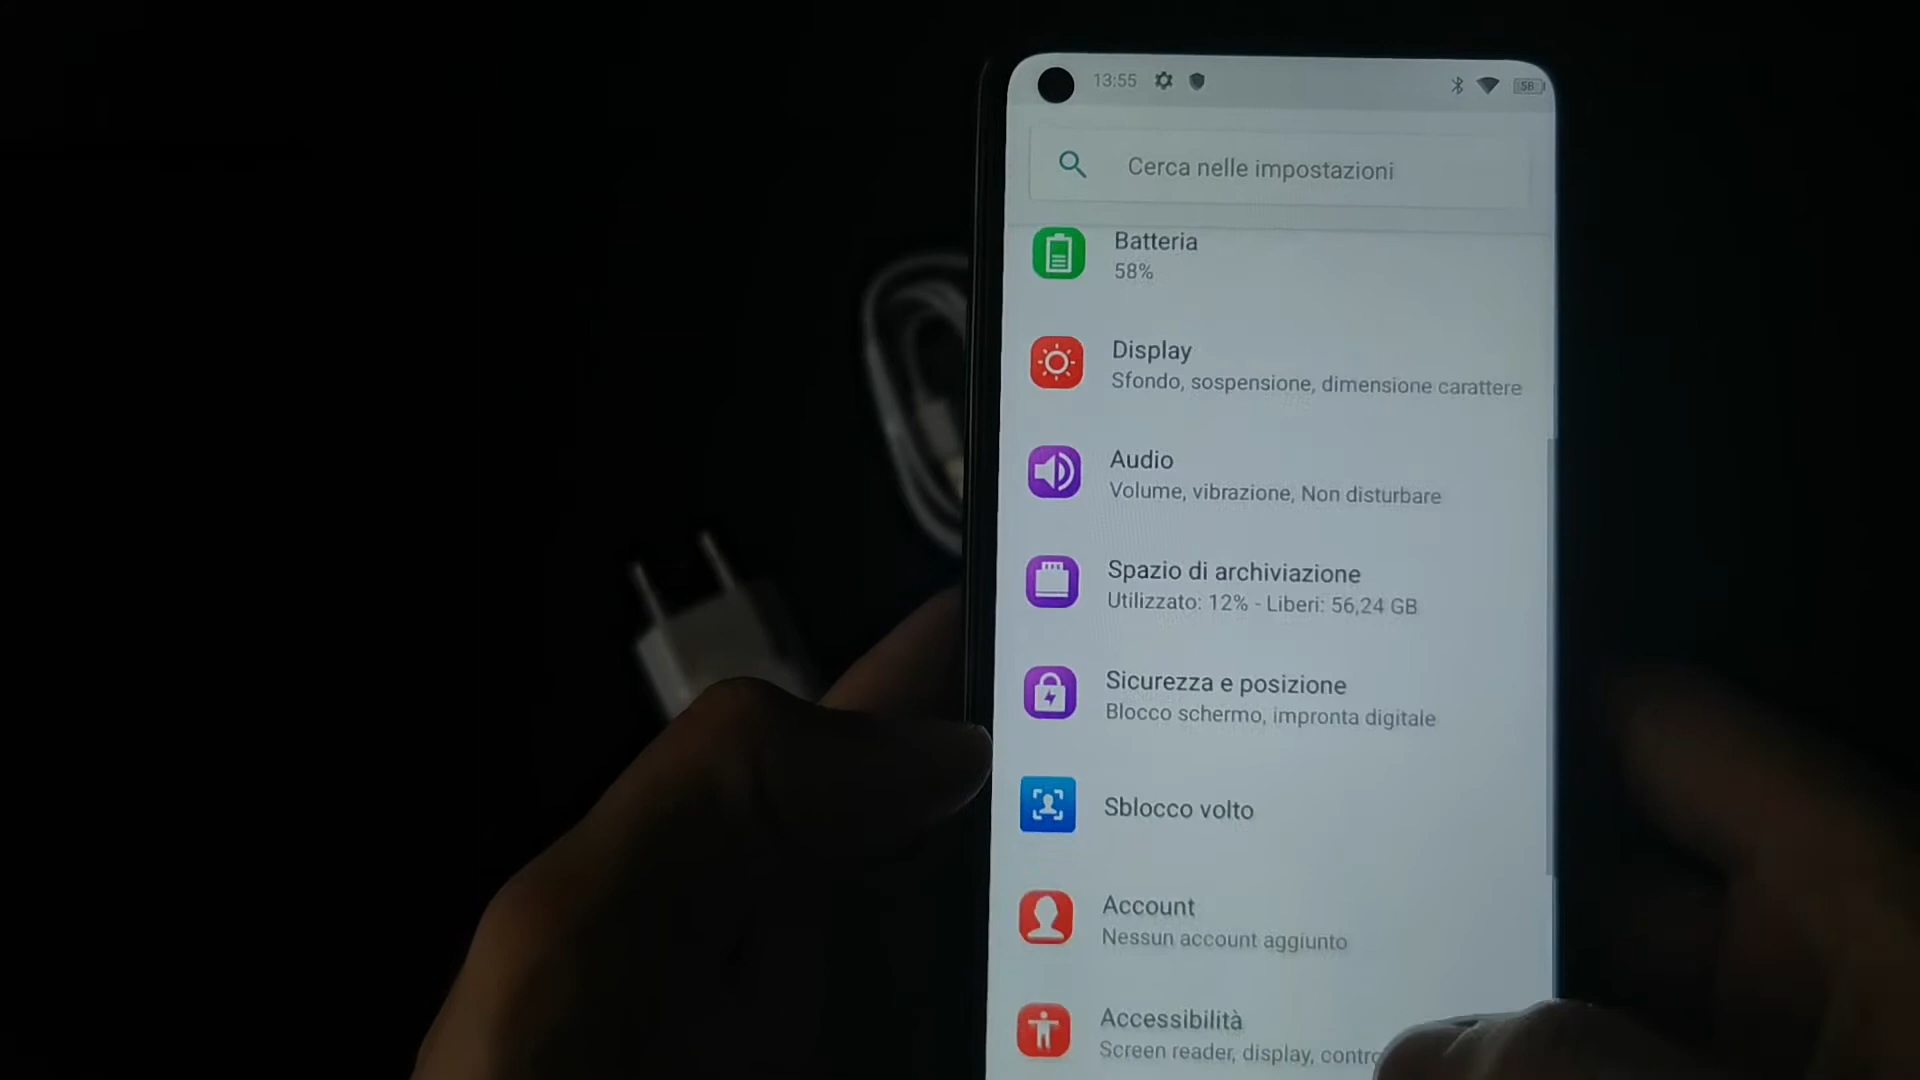 13:55
58
Cerca nelle impostazioni
Batteria
58%
Display
Sfondo, sospensione, dimensione carattere
Audio
Volume, vibrazione, Non disturbare
Spazio di archiviazione
Utilizzato: 12% - Liberi: 56,24 GB
Sicurezza e posizione
Blocco schermo, impronta digitale
Sblocco volto
Account
Nessun account aggiunto
Accessibilità
Screen reader, display,